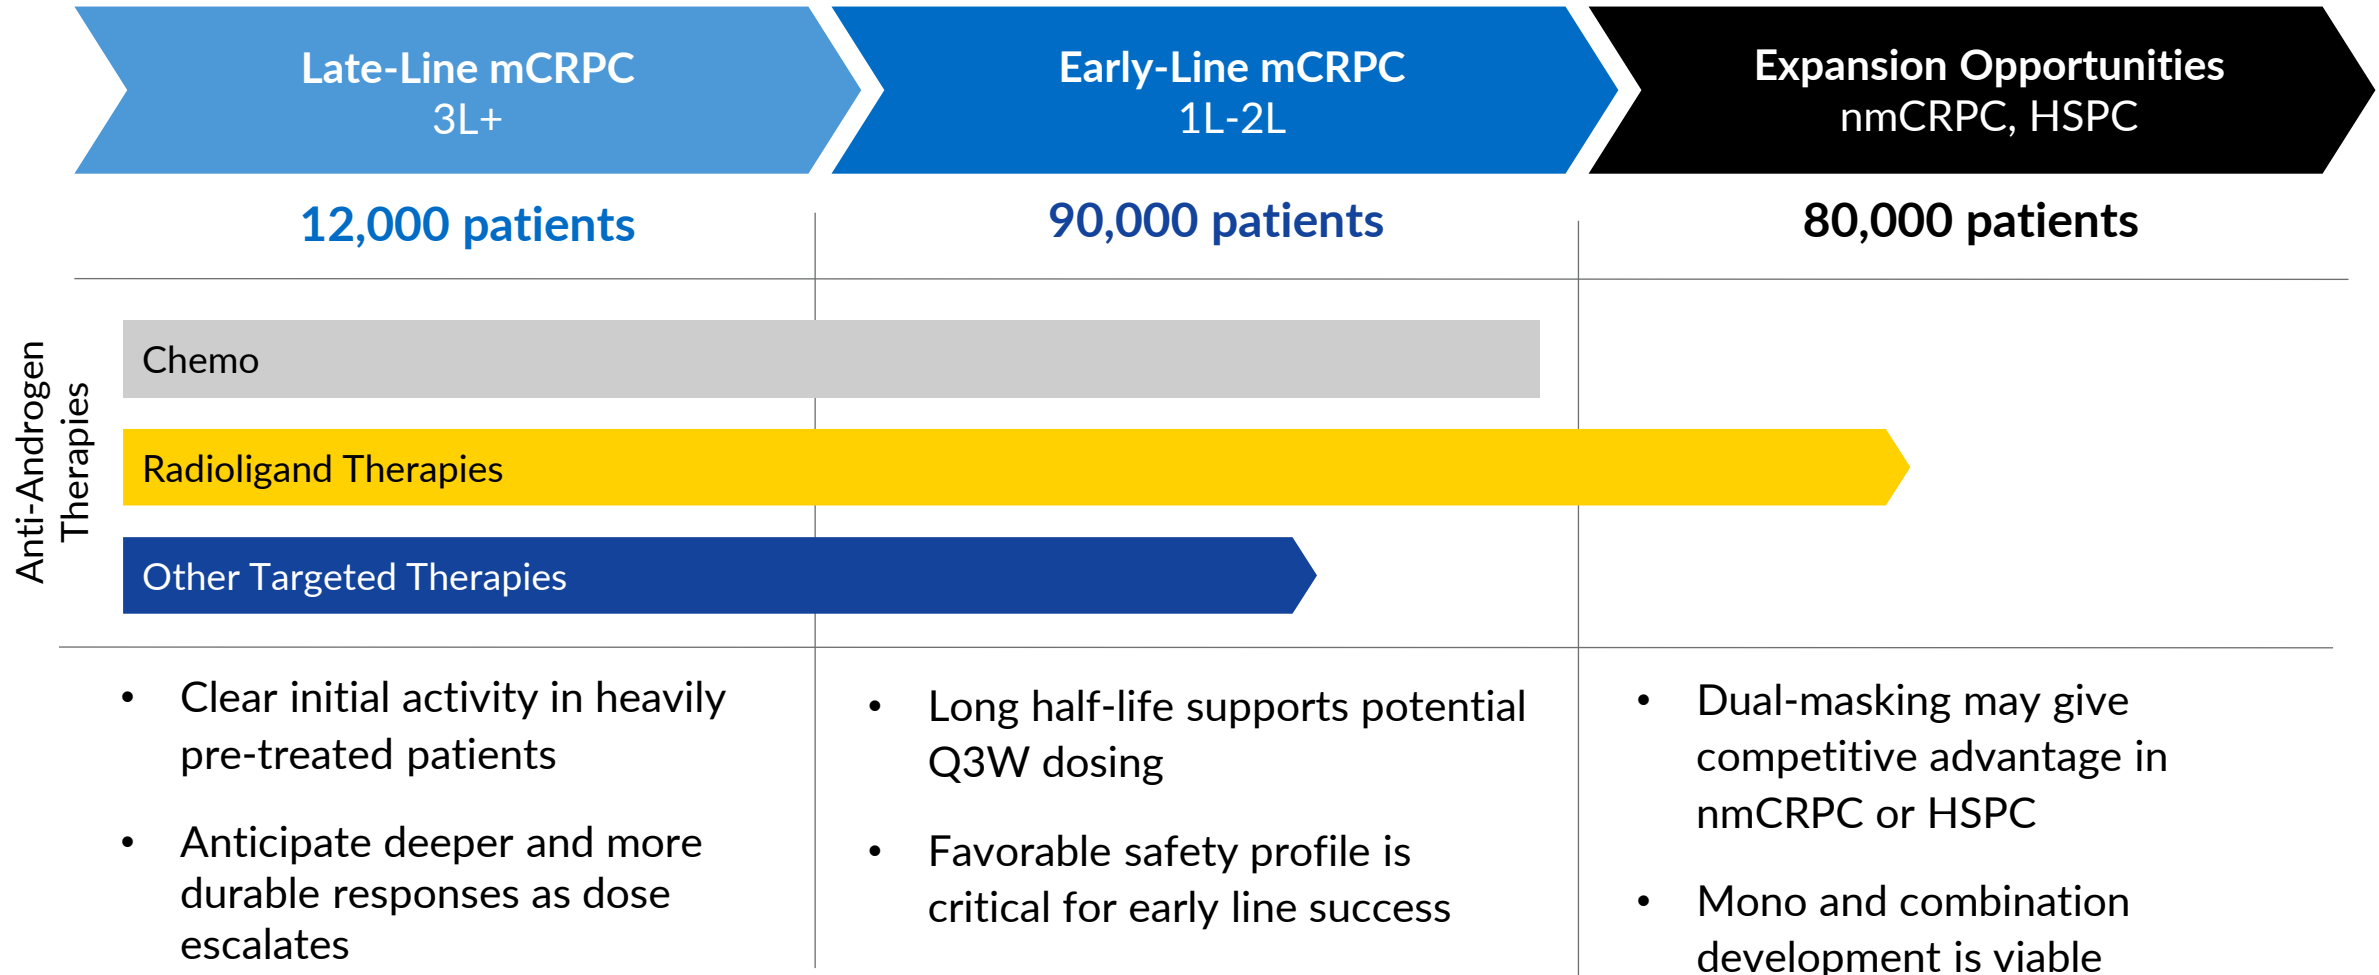 Late-Line mCRPC
3L+
Early-Line mCRPC
1L-2L
Expansion Opportunities
nmCRPC, HSPC
12,000 patients
90,000 patients
80,000 patients
Anti-Androgen
Therapies
Chemo
Radioligand Therapies
Other Targeted Therapies
• Clear initial activity in heavily
pre-treated patients
• Anticipate deeper and more
durable responses as dose
escalates
• Long half-life supports potential
Q3W dosing
• Favorable safety profile is
critical for early line success
• Dual-masking may give
competitive advantage in
nmCRPC or HSPC
• Mono and combination
development is viable